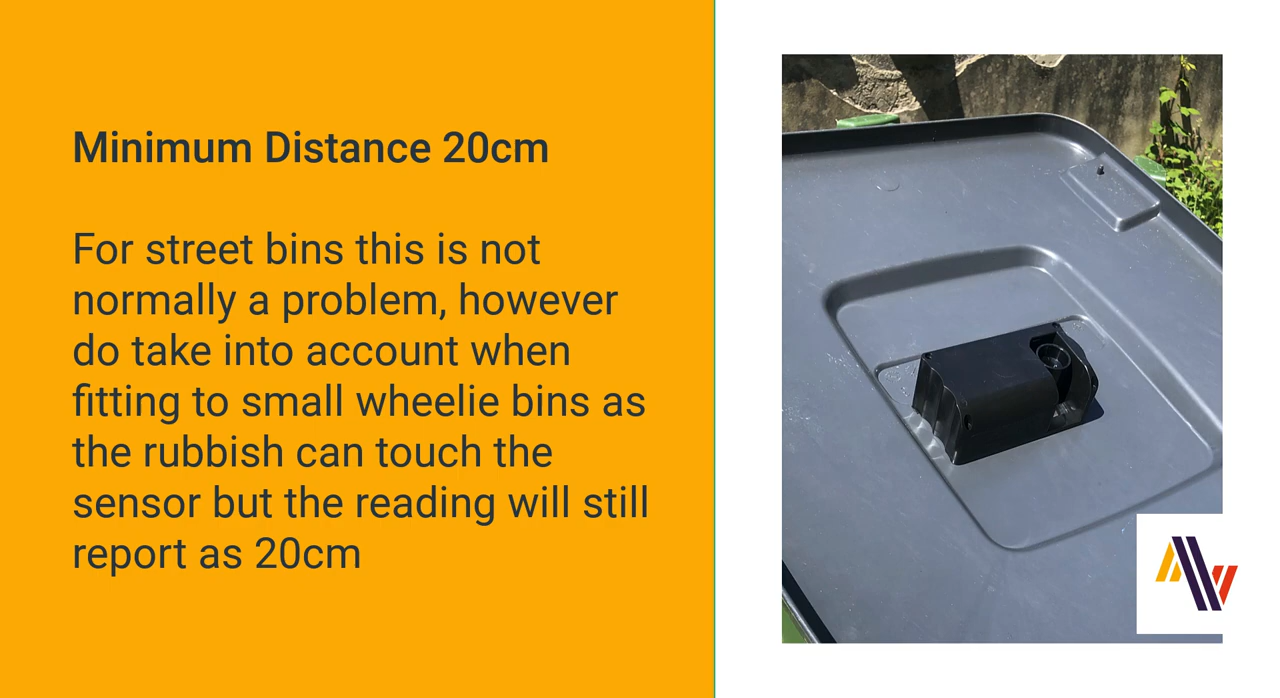 Minimum Distance 20cm
For street bins this is not
normally a problem, however
do take into account when
fitting to small wheelie bins as
the rubbish can touch the
sensor but the reading will still
report as 20cm